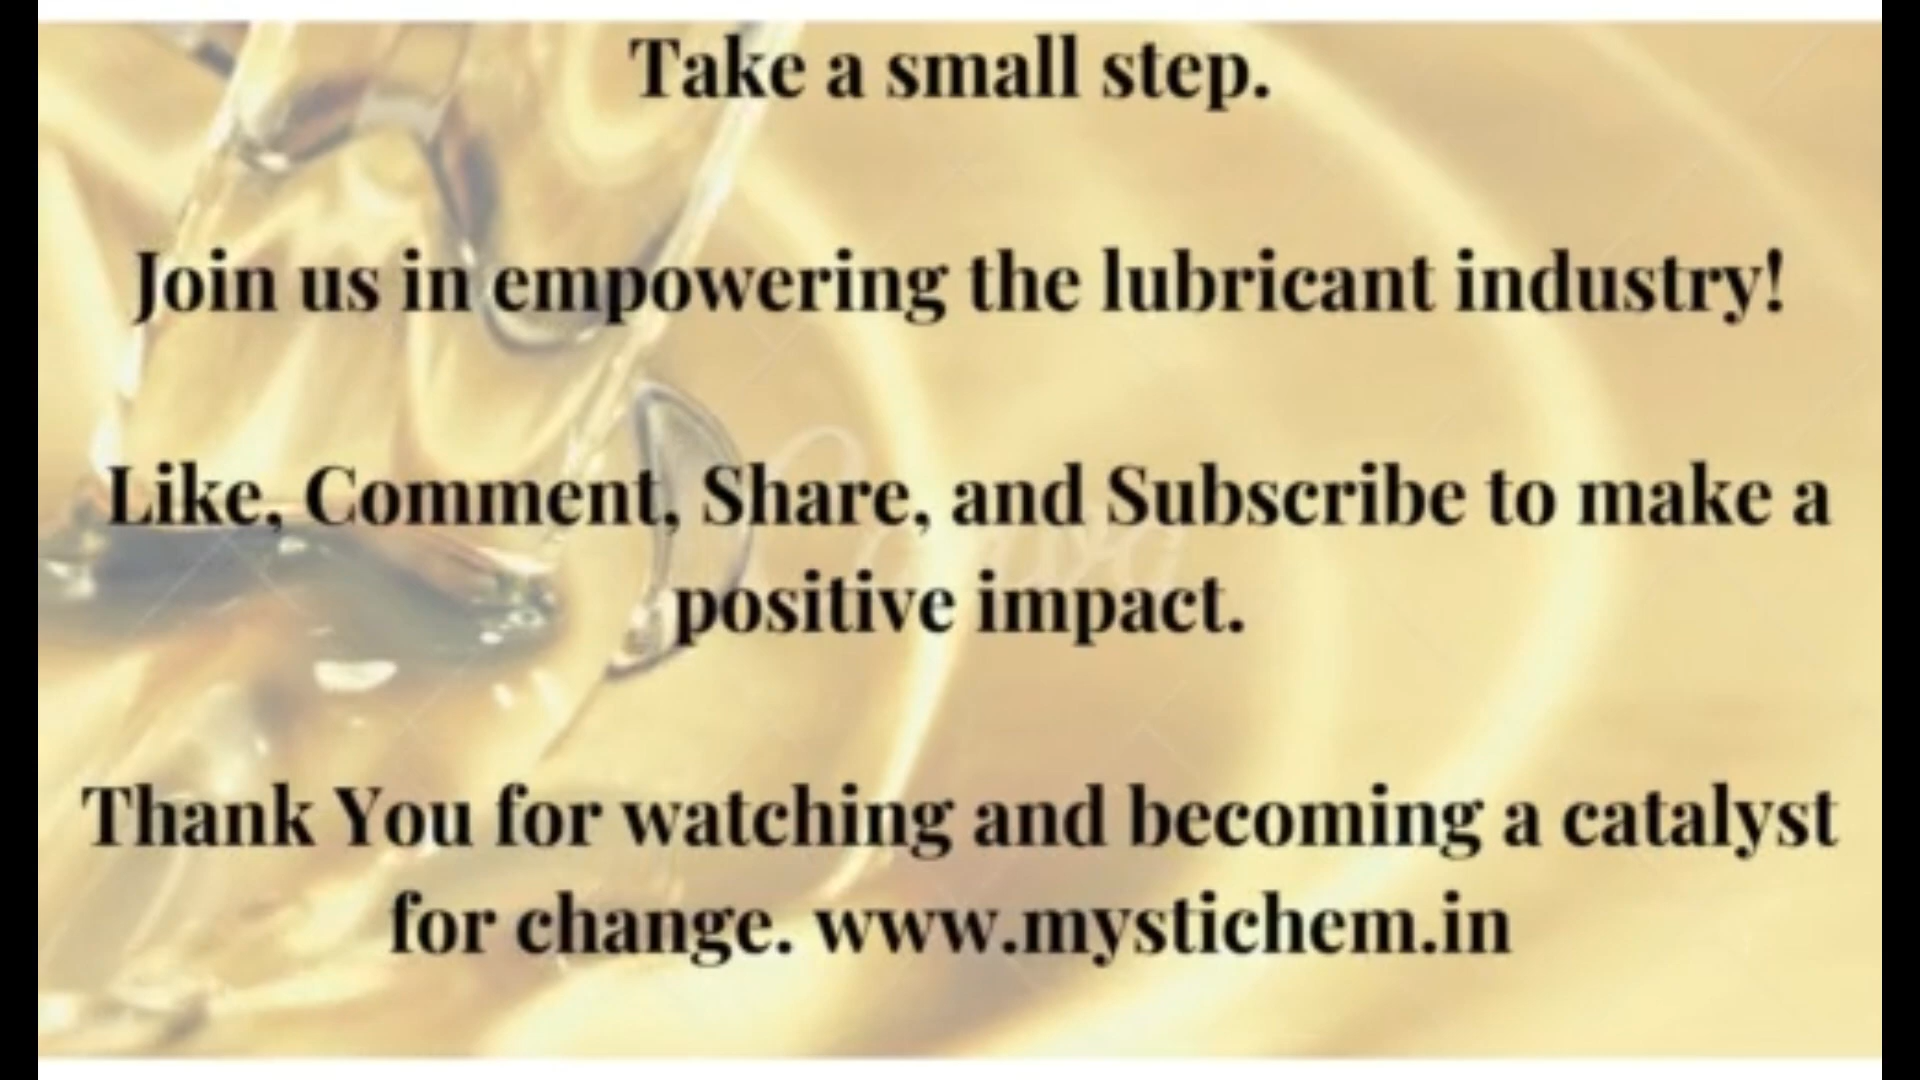 Take a small step.
Join us in empowering the lubricant industry!
Like, Comment, Share, and Subscribe to make a
positive impact.
Thank You for watching and becoming a catalyst
for change. www.mystichem.in
Canva